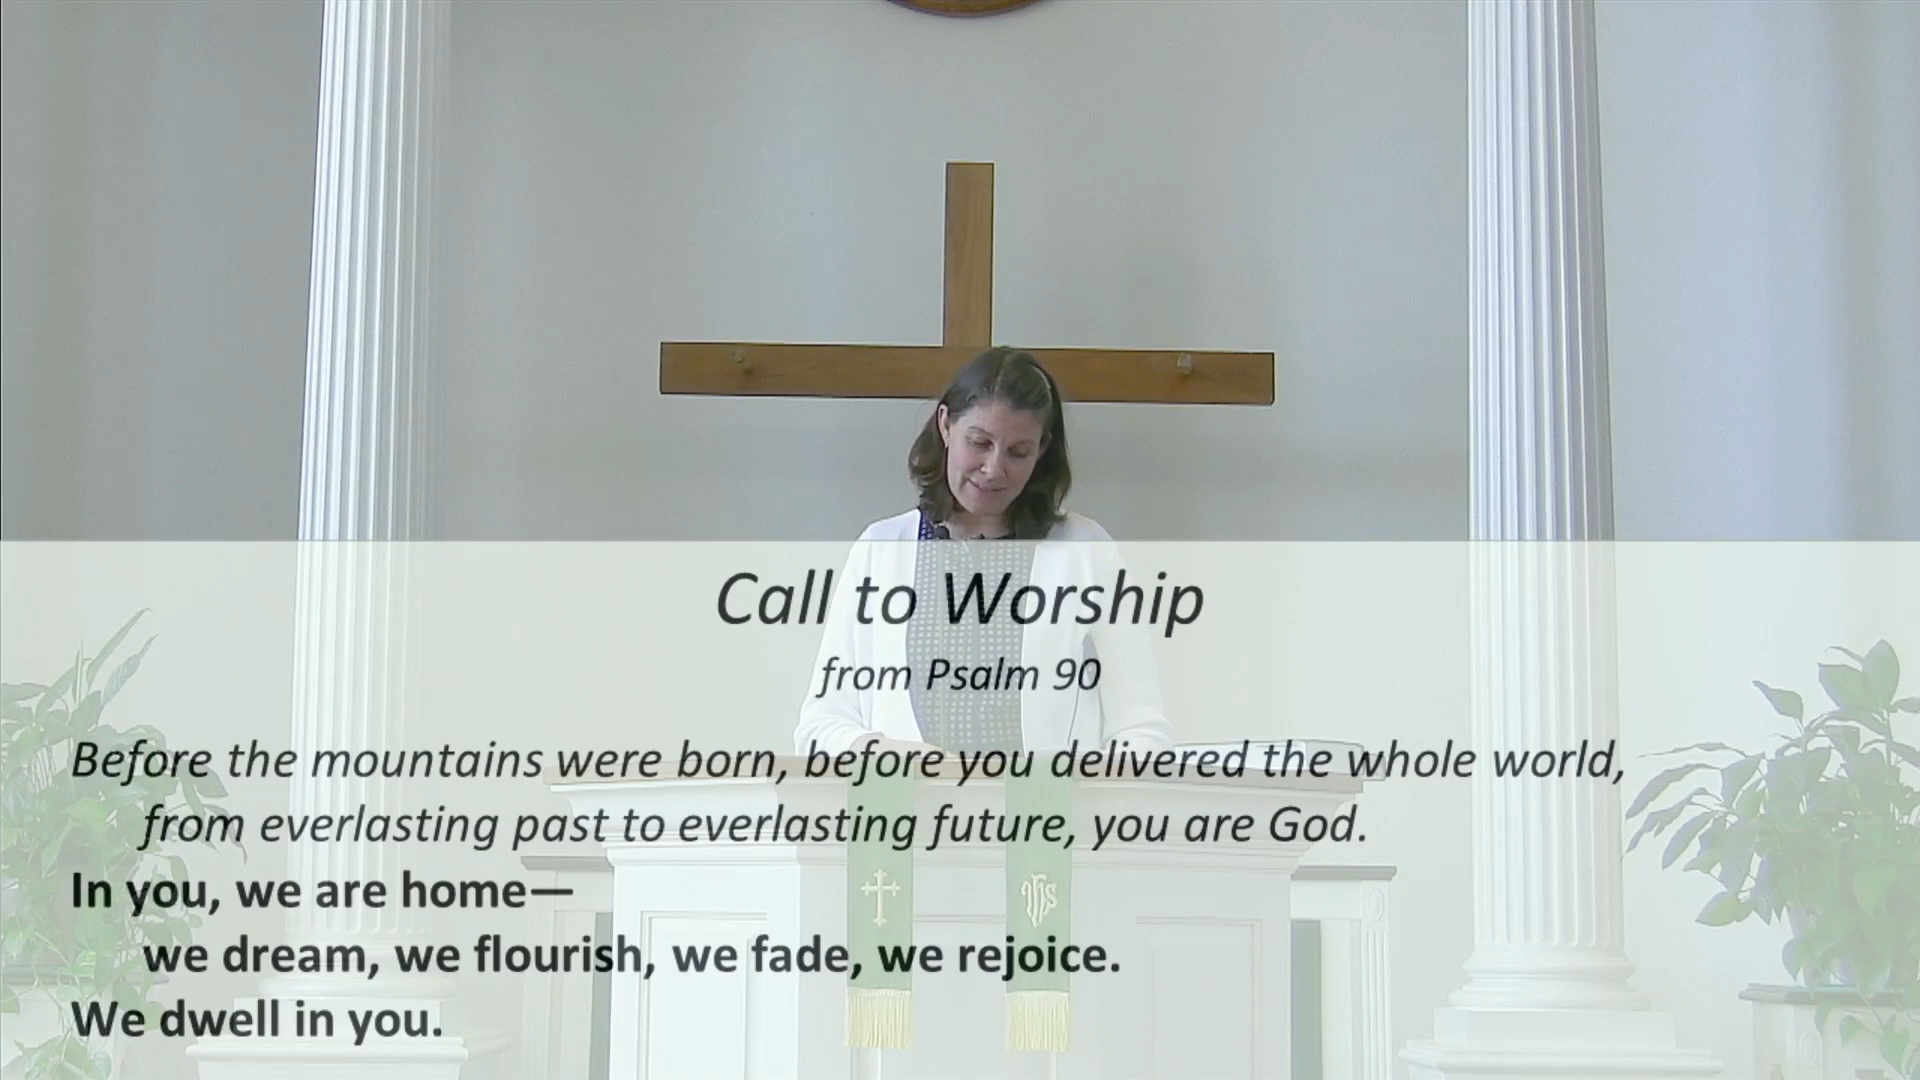 Call to Worship
from Psalm 90
Before the mountains were born, before you delivered the whole world,
from everlasting past to everlasting future, you are God.
In you, we are home—
we dream, we flourish, we fade, we rejoice.
We dwell in you.
IHS